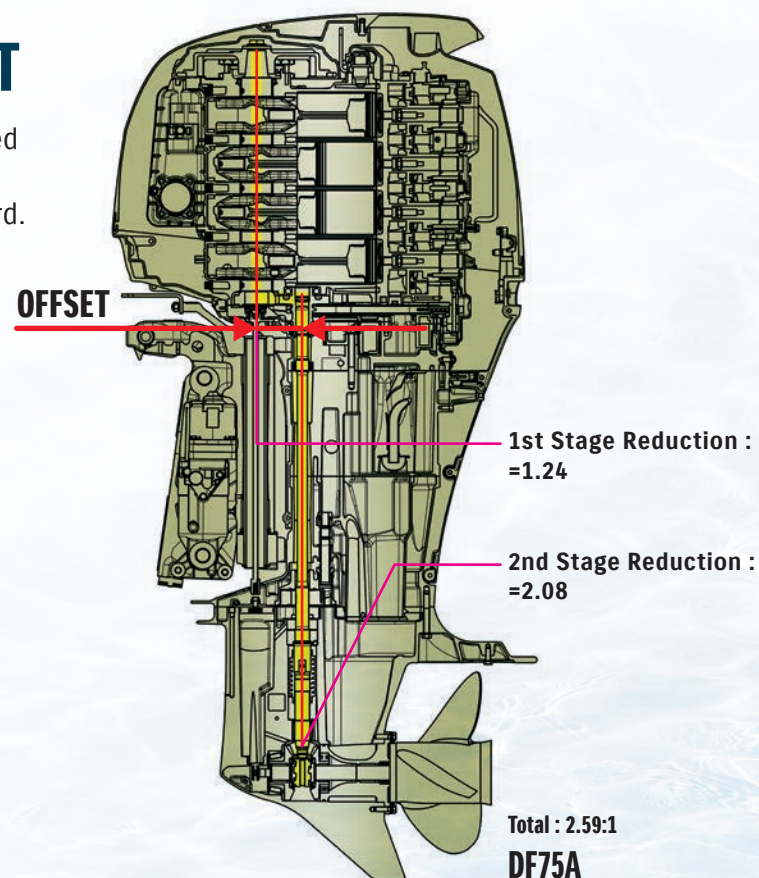 T
ed
rd.
OFFSET
1st Stage Reduction :
=1.24
2nd Stage Reduction :
=2.08
Total : 2.59:1
DF75A